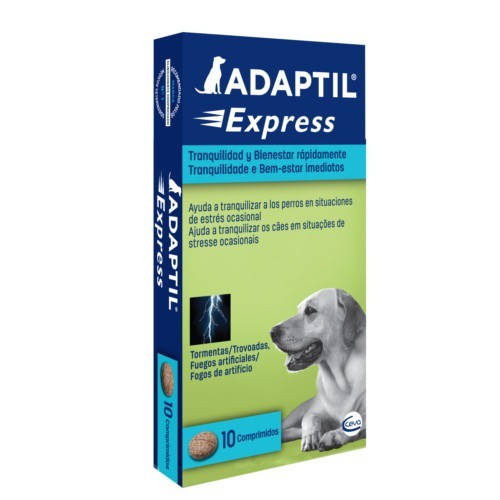 ADAPTIL®
Express
Tranquilidad y Bienestar rápidamente
Tranquilidade e Bem-estar imediatos
Ayuda a tranquilizar a los perros en situaciones
de estrés ocasional
Ajuda a tranquilizar os cães em situações de
stresse ocasionais
Tormentas/Trovoadas,
Fuegos artificiales/
Fogos de artifício
10 Comprimidos
Ceva
ADAPTIL®
Express
10 Comprimidos